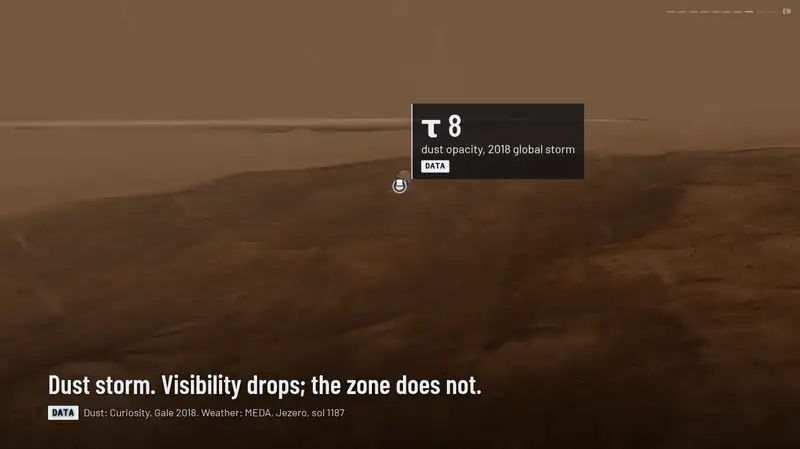 EN
τ 8
dust opacity, 2018 global storm
DATA
Dust storm. Visibility drops; the zone does not.
DATA Dust: Curiosity, Gale 2018. Weather: MEDA, Jezero, sol 1187